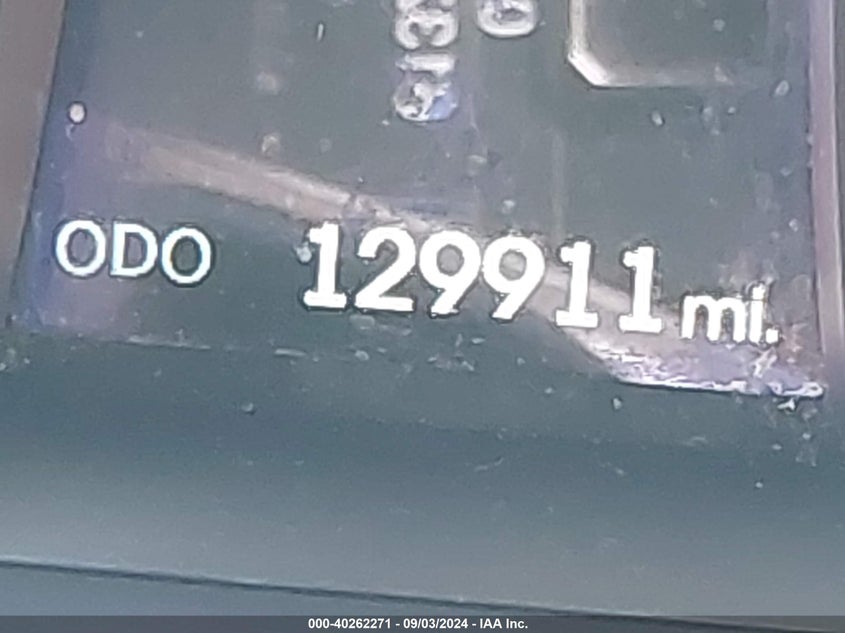 ODO 129911 mi.
000-40262271 - 09/03/2024 - IAA Inc.